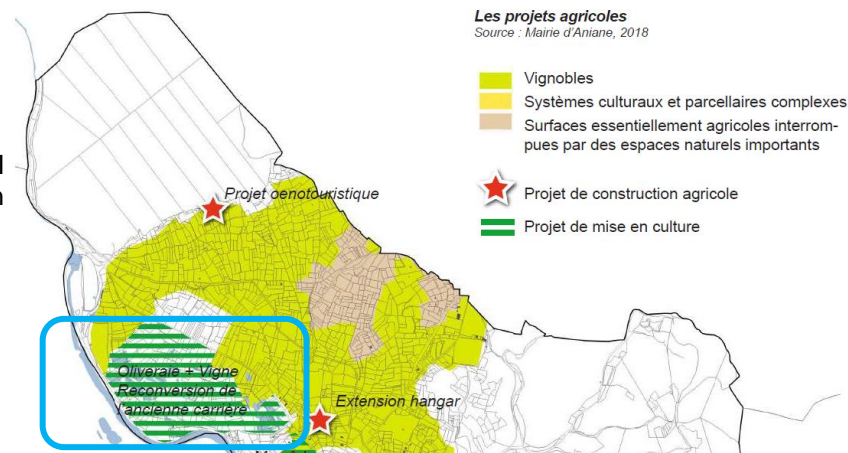 Les projets agricoles
Source : Mairie d'Aniane, 2018
Vignobles
Systèmes culturaux et parcellaires complexes
Surfaces essentiellement agricoles interrom-
pues par des espaces naturels importants
Projet de construction agricole
Projet de mise en culture
Projet oenotouristique
Oliveraie + Vigne
Reconversion de
l'ancienne carrière
Extension hangar